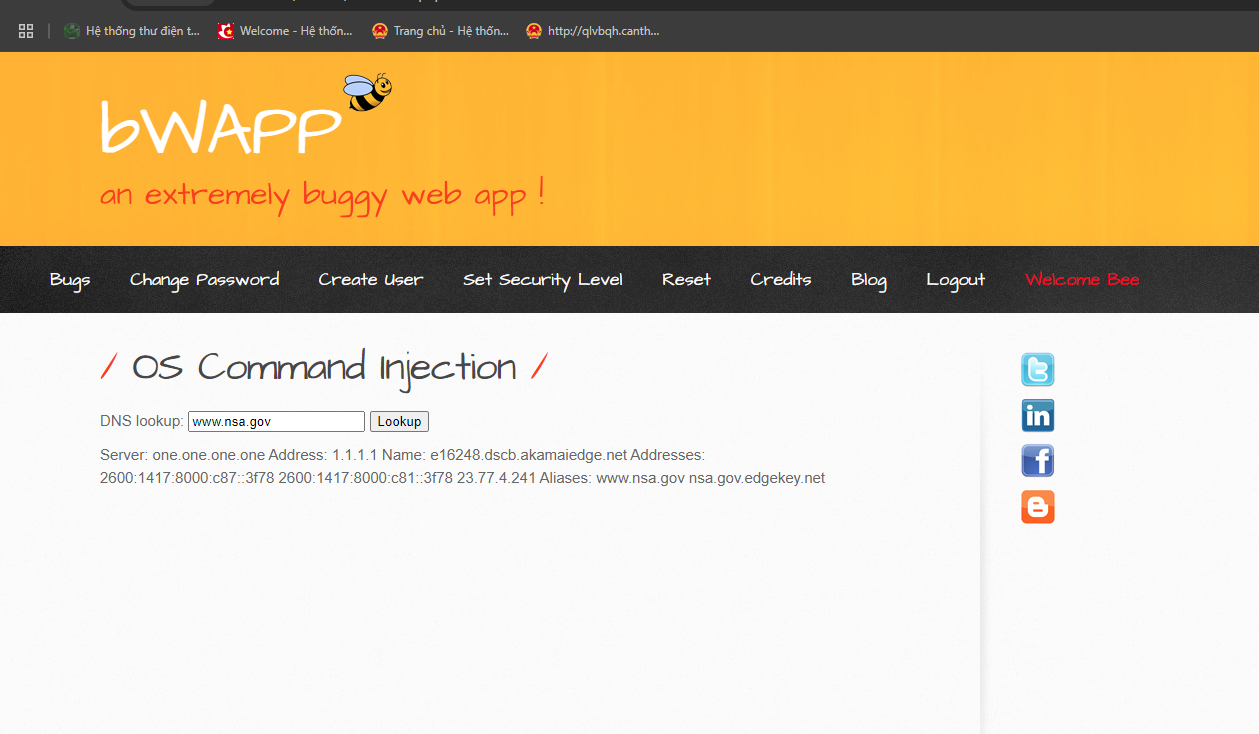 Hệ thống thư điện t... Welcome - Hệ thốn... Trang chủ - Hệ thốn... http://qlvbqh.canth...
bWAPP
an extremely buggy web app !
Bugs Change Password Create User Set Security Level Reset Credits Blog Logout Welcome Bee
/ OS Command Injection /
DNS lookup: www.nsa.gov Lookup
Server: one.one.one.one Address: 1.1.1.1 Name: e16248.dscb.akamaiedge.net Addresses:
2600:1417:8000:c87::3f78 2600:1417:8000:c81::3f78 23.77.4.241 Aliases: www.nsa.gov nsa.gov.edgekey.net